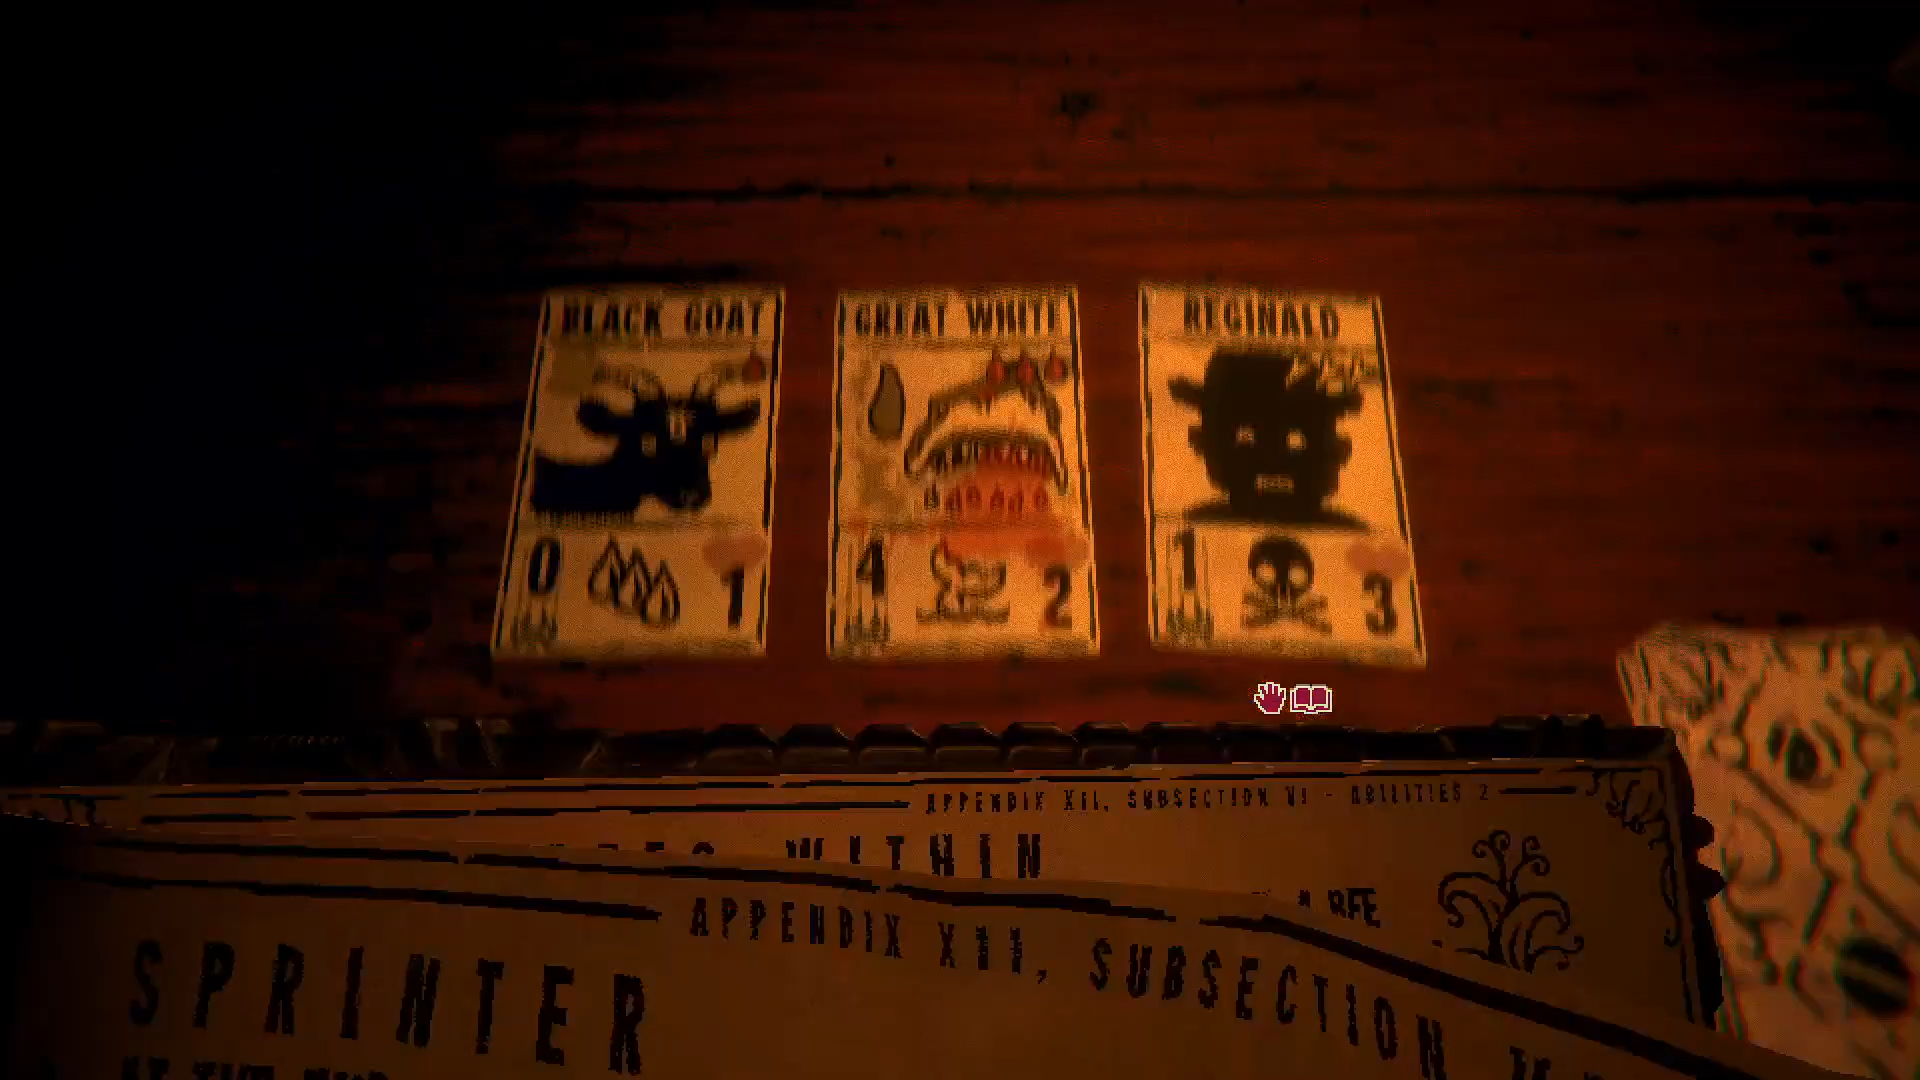 BLACK GOAT
GREAT WHITE
REGINALD
0
1
4
2
1
3
APPENDIX XII, SUBSECTION VI - ABILITIES 2
WITHIN
APPENDIX XII, SUBSECTION
SPRINTER